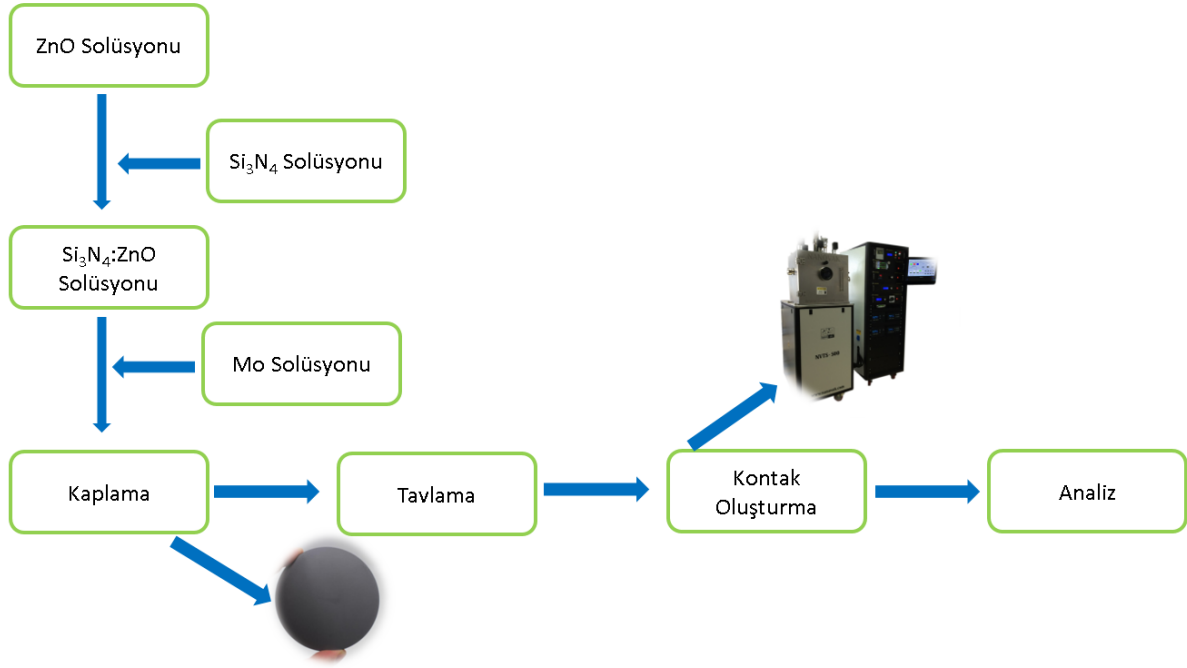 ZnO Solüsyonu
Si₃N₄ Solüsyonu
Si₃N₄:ZnO
Solüsyonu
Mo Solüsyonu
Kaplama
Tavlama
Kontak
Oluşturma
Analiz